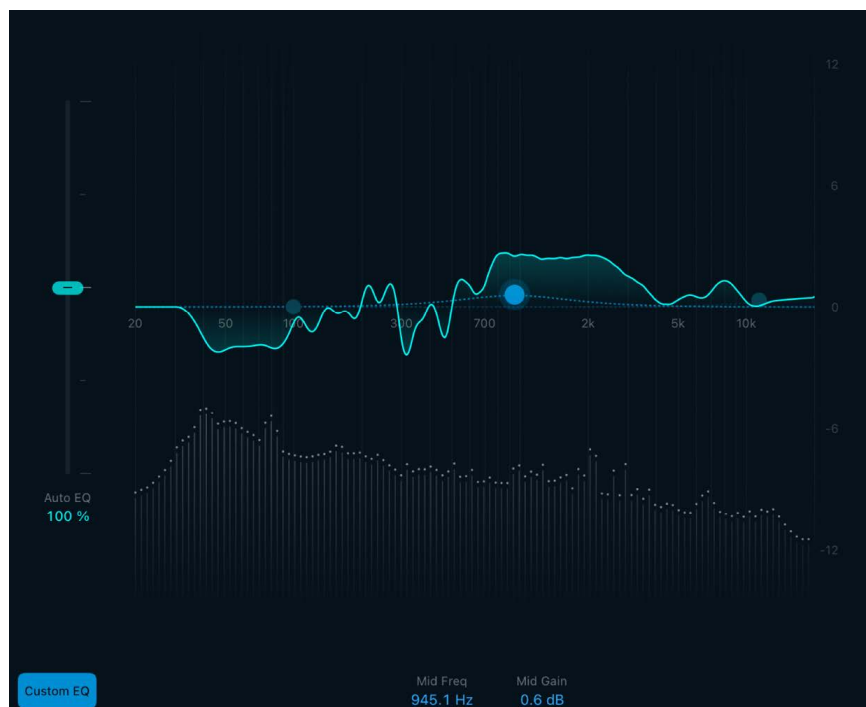 12
6
0
20 50 100 300 700 2k 5k 10k
-6
Auto EQ
100 %
-12
Custom EQ
Mid Freq Mid Gain
945.1 Hz 0.6 dB